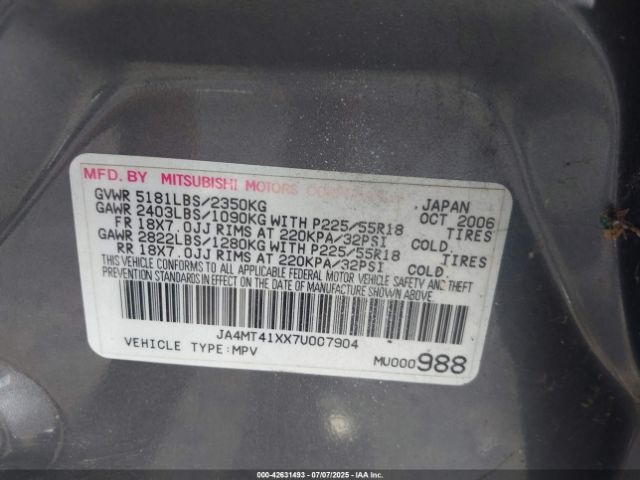 MFD. BY MITSUBISHI MOTORS CORPORATION JAPAN
GVWR 5181LBS/2350KG OCT 2006
GAWR 2403LBS/1090KG WITH P225/55R18 TIRES
FR 18X7.0JJ RIMS AT 220KPA/32PSI COLD.
GAWR 2822LBS/1280KG WITH P225/55R18 TIRES
RR 18X7.0JJ RIMS AT 220KPA/32PSI COLD.
THIS VEHICLE CONFORMS TO ALL APPLICABLE FEDERAL MOTOR VEHICLE SAFETY AND THEFT
PREVENTION STANDARDS IN EFFECT ON THE DATE OF MANUFACTURE SHOWN ABOVE.
JA4MT41XX7U007904
VEHICLE TYPE:MPV MU000988
000-42631493 07/07/2025 - IAAI.COM